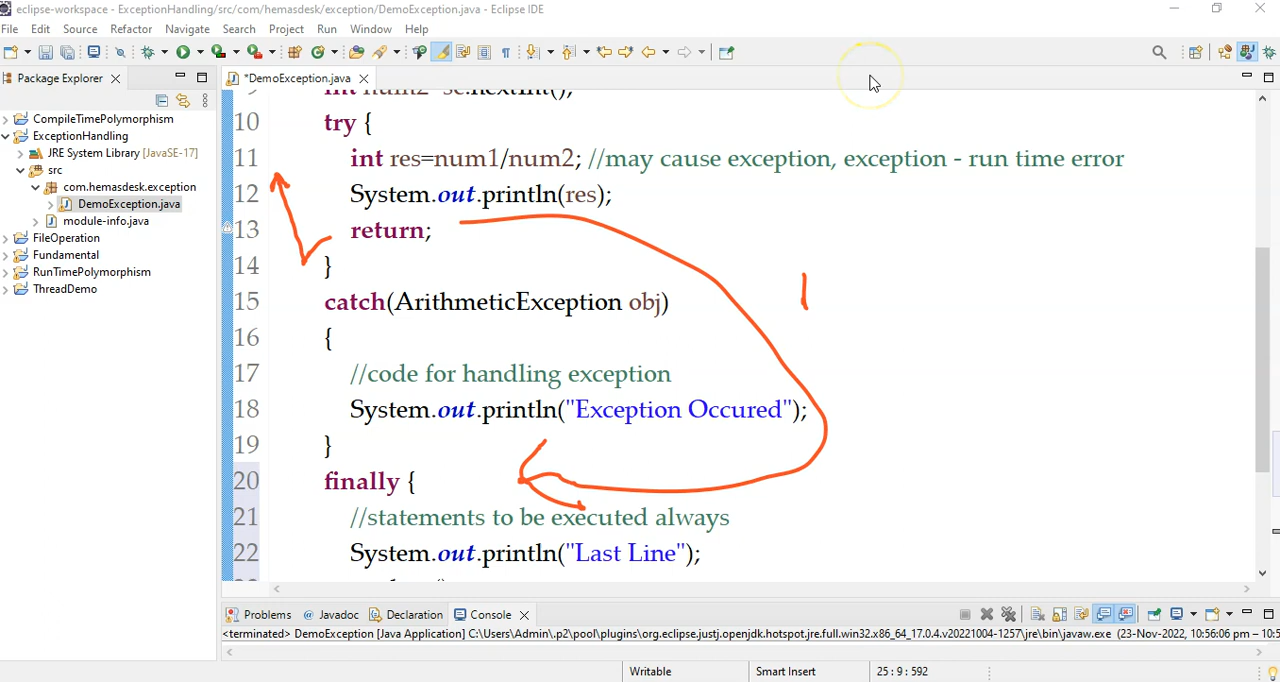 eclipse-workspace - ExceptionHandling/src/com/hemasdesk/exception/DemoException.java - Eclipse IDE
File Edit Source Refactor Navigate Search Project Run Window Help
Package Explorer
*DemoException.java
CompileTimePolymorphism
ExceptionHandling
JRE System Library [JavaSE-17]
src
com.hemasdesk.exception
DemoException.java
module-info.java
FileOperation
Fundamental
RunTimePolymorphism
ThreadDemo
10 try {
11 int res=num1/num2; //may cause exception, exception - run time error
12 System.out.println(res);
13 return;
14 }
15 catch(ArithmeticException obj)
16 {
17 //code for handling exception
18 System.out.println("Exception Occured");
19 }
20 finally {
21 //statements to be executed always
22 System.out.println("Last Line");
Problems @ Javadoc Declaration Console
<terminated> DemoException [Java Application] C:\Users\Admin\.p2\pool\plugins\org.eclipse.justj.openjdk.hotspot.jre.full.win32.x86_64_17.0.4.v20221004-1257\jre\bin\javaw.exe (23-Nov-2022, 10:56:06 pm – 10:5
Writable Smart Insert 25 : 9 : 592